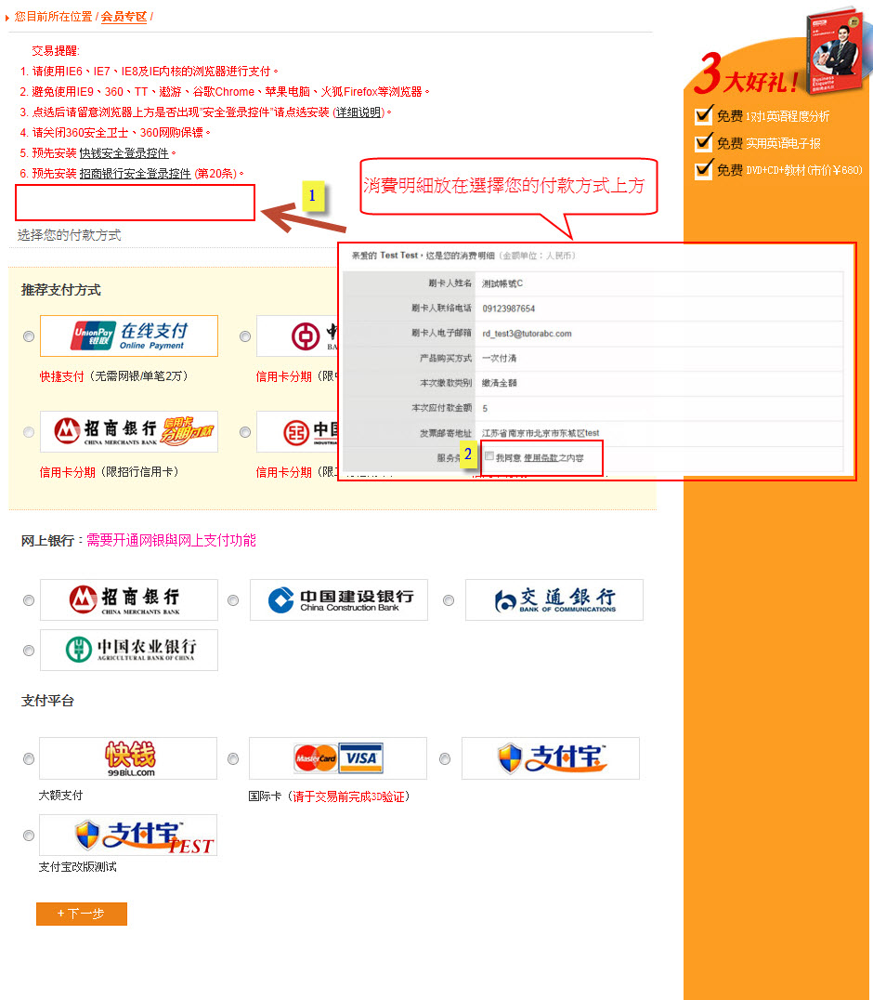 您目前所在位置 / 会员专区 /
交易提醒:
1. 请使用IE6、IE7、IE8及IE内核的浏览器进行支付。
2. 避免使用IE9、360、TT、遨游、谷歌Chrome、苹果电脑、火狐Firefox等浏览器。
3. 点选后请留意浏览器上方是否出现"安全登录控件"请点选安装 (详细说明)。
4. 请关闭360安全卫士、360网购保镖。
5. 预先安装 快钱安全登录控件。
6. 预先安装 招商银行安全登录控件 (第20条)。
1
消費明細放在選擇您的付款方式上方
选择您的付款方式
3大好礼!
免费 1对1英语程度分析
免费 实用英语电子报
免费 DVD+CD+教材(市价￥680)
亲爱的 Test Test，这是您的消费明细（金额单位：人民币）
刷卡人姓名 測試帳號C
刷卡人联络电话 09123987654
刷卡人电子邮箱 rd_test3@tutorabc.com
产品购买方式 一次付清
本次缴款类别 繳清全額
本次应付款金额 5
发票邮寄地址 江苏省南京市北京市东城区test
服务 2 我同意 使用条款之内容
推荐支付方式
UnionPay 银联 在线支付 Online Payment
中 BA
快捷支付（无需网银/单笔2万）
信用卡分期（限
招商银行 CHINA MERCHANTS BANK 信用卡分期付款
中国 INDUSTRIA
信用卡分期（限招行信用卡）
信用卡分期（限
网上银行：需要开通网银與网上支付功能
招商银行 CHINA MERCHANTS BANK
中国建设银行 China Construction Bank
交通銀行 BANK OF COMMUNICATIONS
中国农业银行 AGRICULTURAL BANK OF CHINA
支付平台
快钱 99BILL.COM
MasterCard VISA
支付宝™
大额支付
国际卡（请于交易前完成3D验证）
支付宝™ TEST
支付宝改版测试
+ 下一步